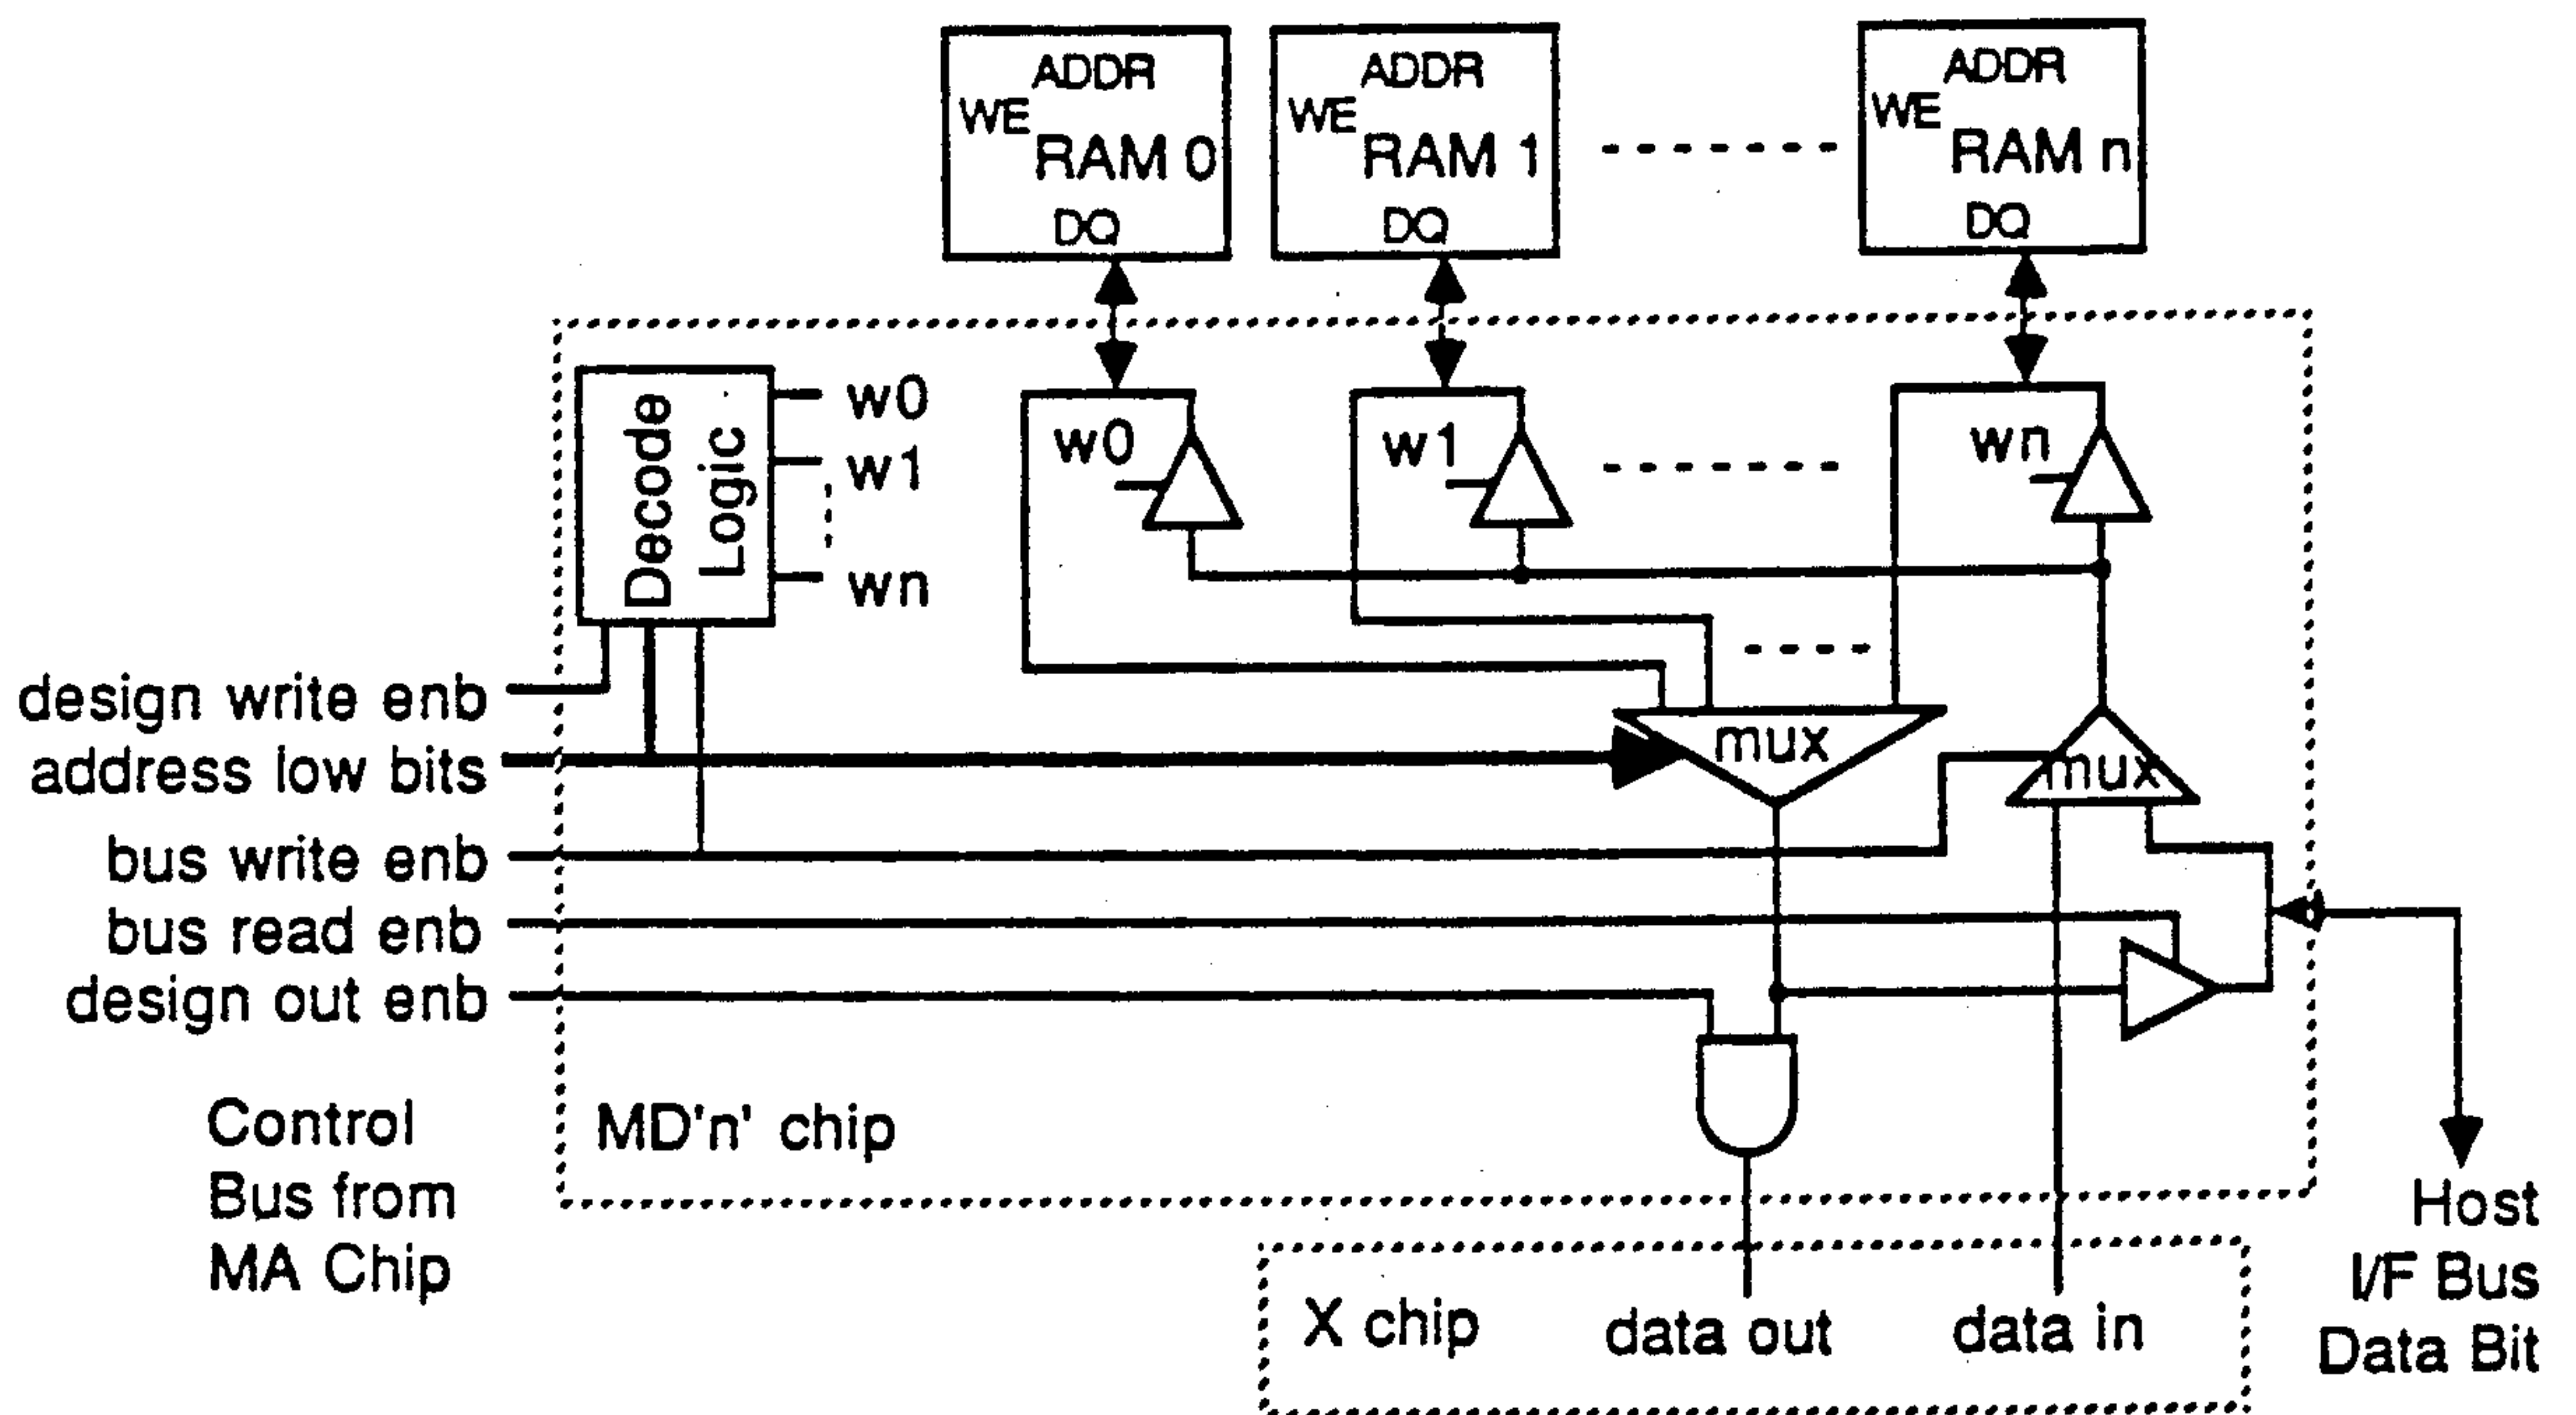 ADDR
WE
RAM 0
DQ
ADDR
WE
RAM 1
DQ
ADDR
WE
RAM n
DQ
Decode
Logic
w0
w1
wn
w0
w1
wn
design write enb
address low bits
bus write enb
bus read enb
design out enb
mux
mux
Control
Bus from
MA Chip
MD'n' chip
X chip
data out
data in
Host
I/F Bus
Data Bit